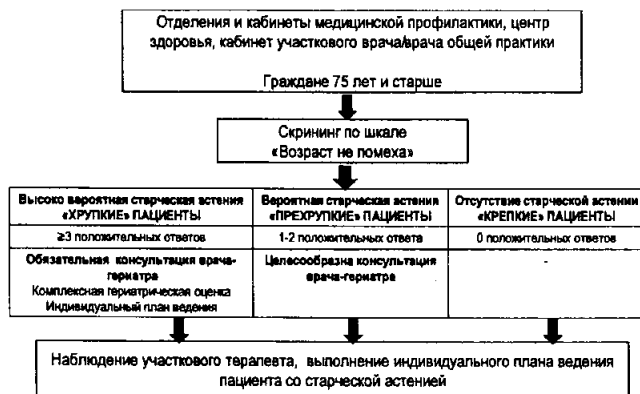 Отделения и кабинеты медицинской профилактики, центр
здоровья, кабинет участкового врача/врача общей практики
Граждане 75 лет и старше
Скрининг по шкале
«Возраст не помеха»
Высоко вероятная старческая астения
«ХРУПКИЕ» ПАЦИЕНТЫ
Вероятная старческая астения
«ПРЕХРУПКИЕ» ПАЦИЕНТЫ
Отсутствие старческой астении
«КРЕПКИЕ» ПАЦИЕНТЫ
≥3 положительных ответов
1-2 положительных ответа
0 положительных ответов
Обязательная консультация врача-
гериатра
Комплексная гериатрическая оценка
Индивидуальный план ведения
Целесообразна консультация
врача-гериатра
-
Наблюдение участкового терапевта, выполнение индивидуального плана ведения
пациента со старческой астенией